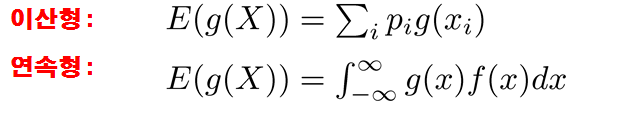 이산형: E(g(X)) = ∑_i p_i g(x_i)
연속형: E(g(X)) = ∫_{-∞}^{∞} g(x)f(x)dx